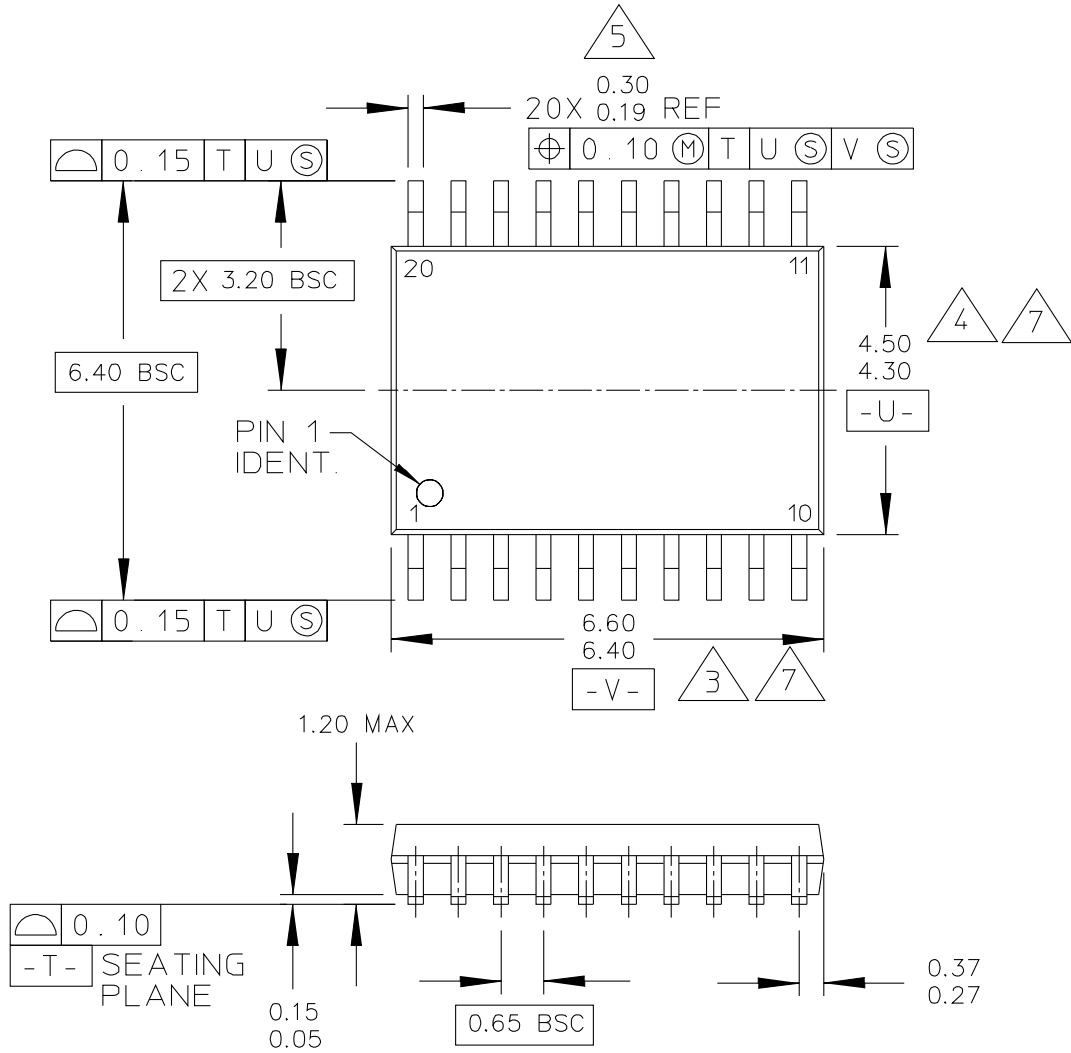 5
0.30
20X 0.19 REF
⌖ 0.10 Ⓜ T U Ⓢ V Ⓢ
⌓ 0.15 T U Ⓢ
2X 3.20 BSC
6.40 BSC
20
11
4
7
4.50
4.30
-U-
PIN 1
IDENT.
1
10
⌓ 0.15 T U Ⓢ
6.60
6.40
-V-
3
7
1.20 MAX
⌓ 0.10
-T- SEATING
PLANE
0.15
0.05
0.65 BSC
0.37
0.27